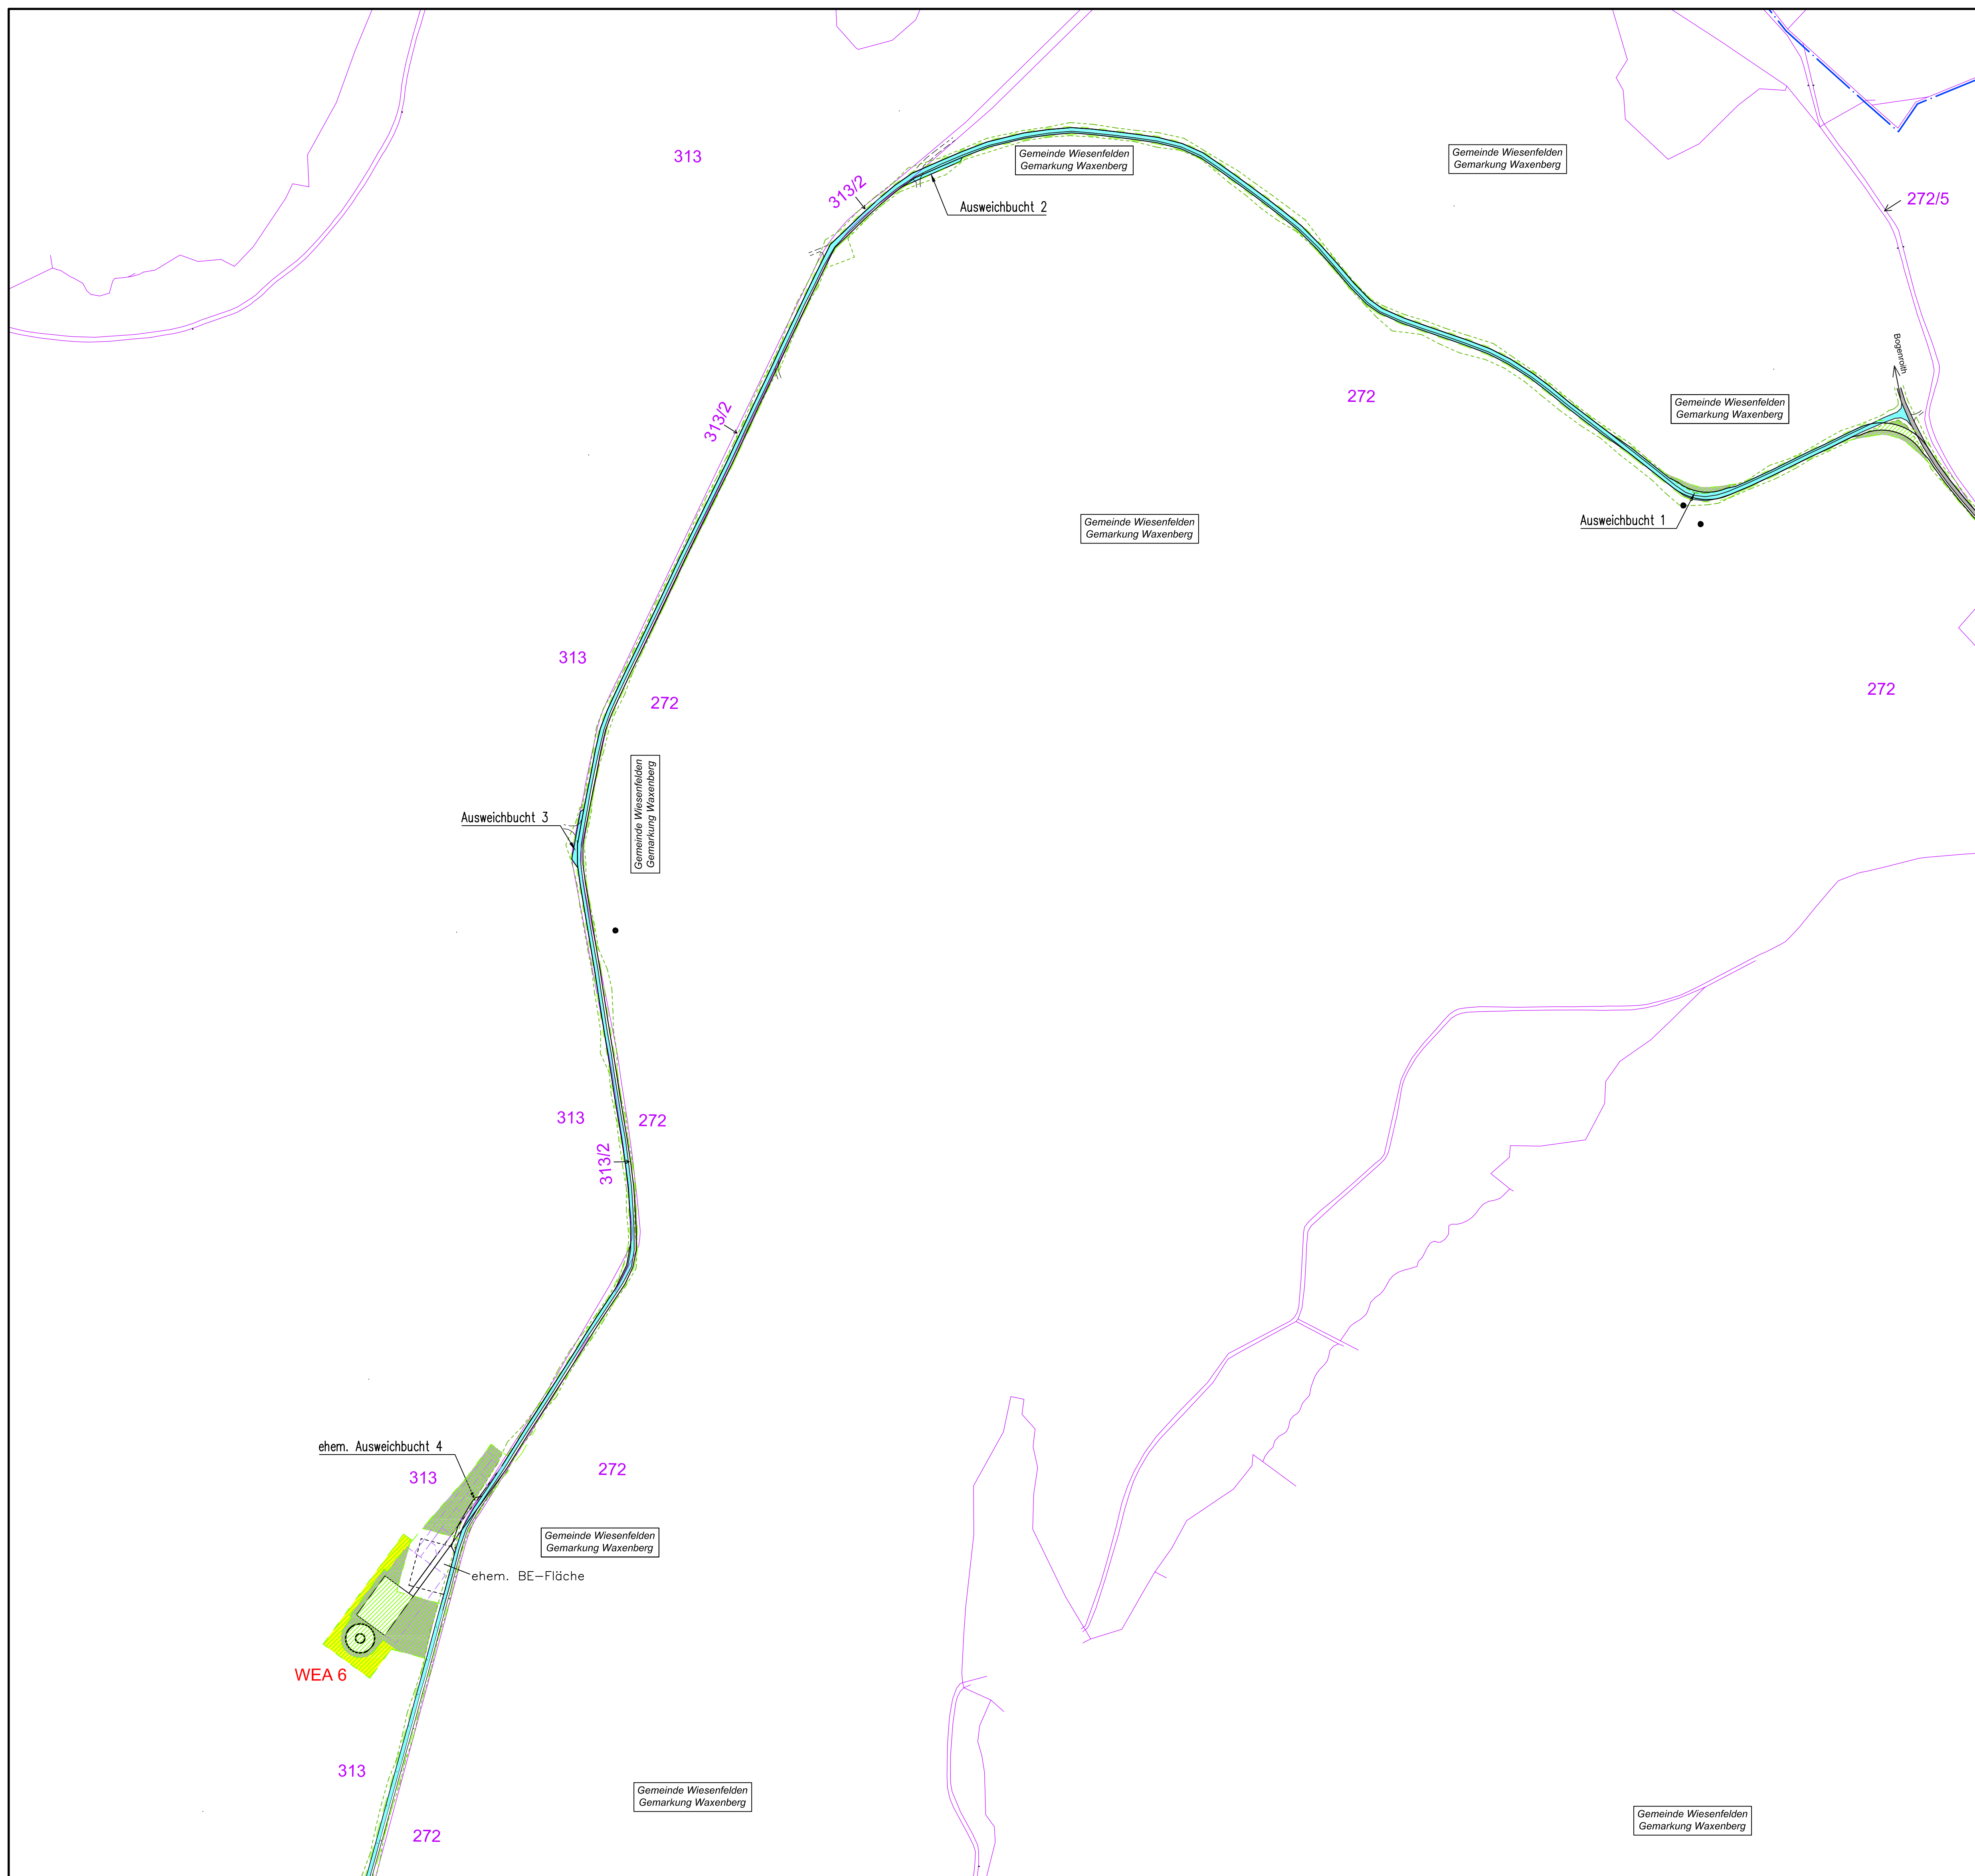 313
Gemeinde Wiesenfelden
Gemarkung Waxenberg
Gemeinde Wiesenfelden
Gemarkung Waxenberg
313/2
Ausweichbucht 2
272/5
Bogenroith
313/2
272
Gemeinde Wiesenfelden
Gemarkung Waxenberg
Gemeinde Wiesenfelden
Gemarkung Waxenberg
Ausweichbucht 1
313
272
272
Gemeinde Wiesenfelden
Gemarkung Waxenberg
Ausweichbucht 3
313
272
313/2
ehem. Ausweichbucht 4
313
272
Gemeinde Wiesenfelden
Gemarkung Waxenberg
ehem. BE-Fläche
WEA 6
313
Gemeinde Wiesenfelden
Gemarkung Waxenberg
Gemeinde Wiesenfelden
Gemarkung Waxenberg
272